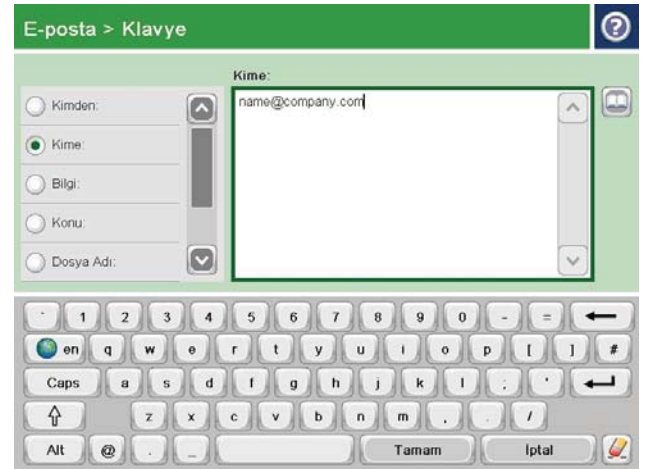 E-posta > Klavye
?
Kime:
Kimden:
name@company.com
Kime:
Bilgi:
Konu:
Dosya Adı:
1 2 3 4 5 6 7 8 9 0 - =
en q w e r t y u ı o p [ ] #
Caps a s d f g h j k l ; '
z x c v b n m , . /
Alt @ . _ Tamam İptal